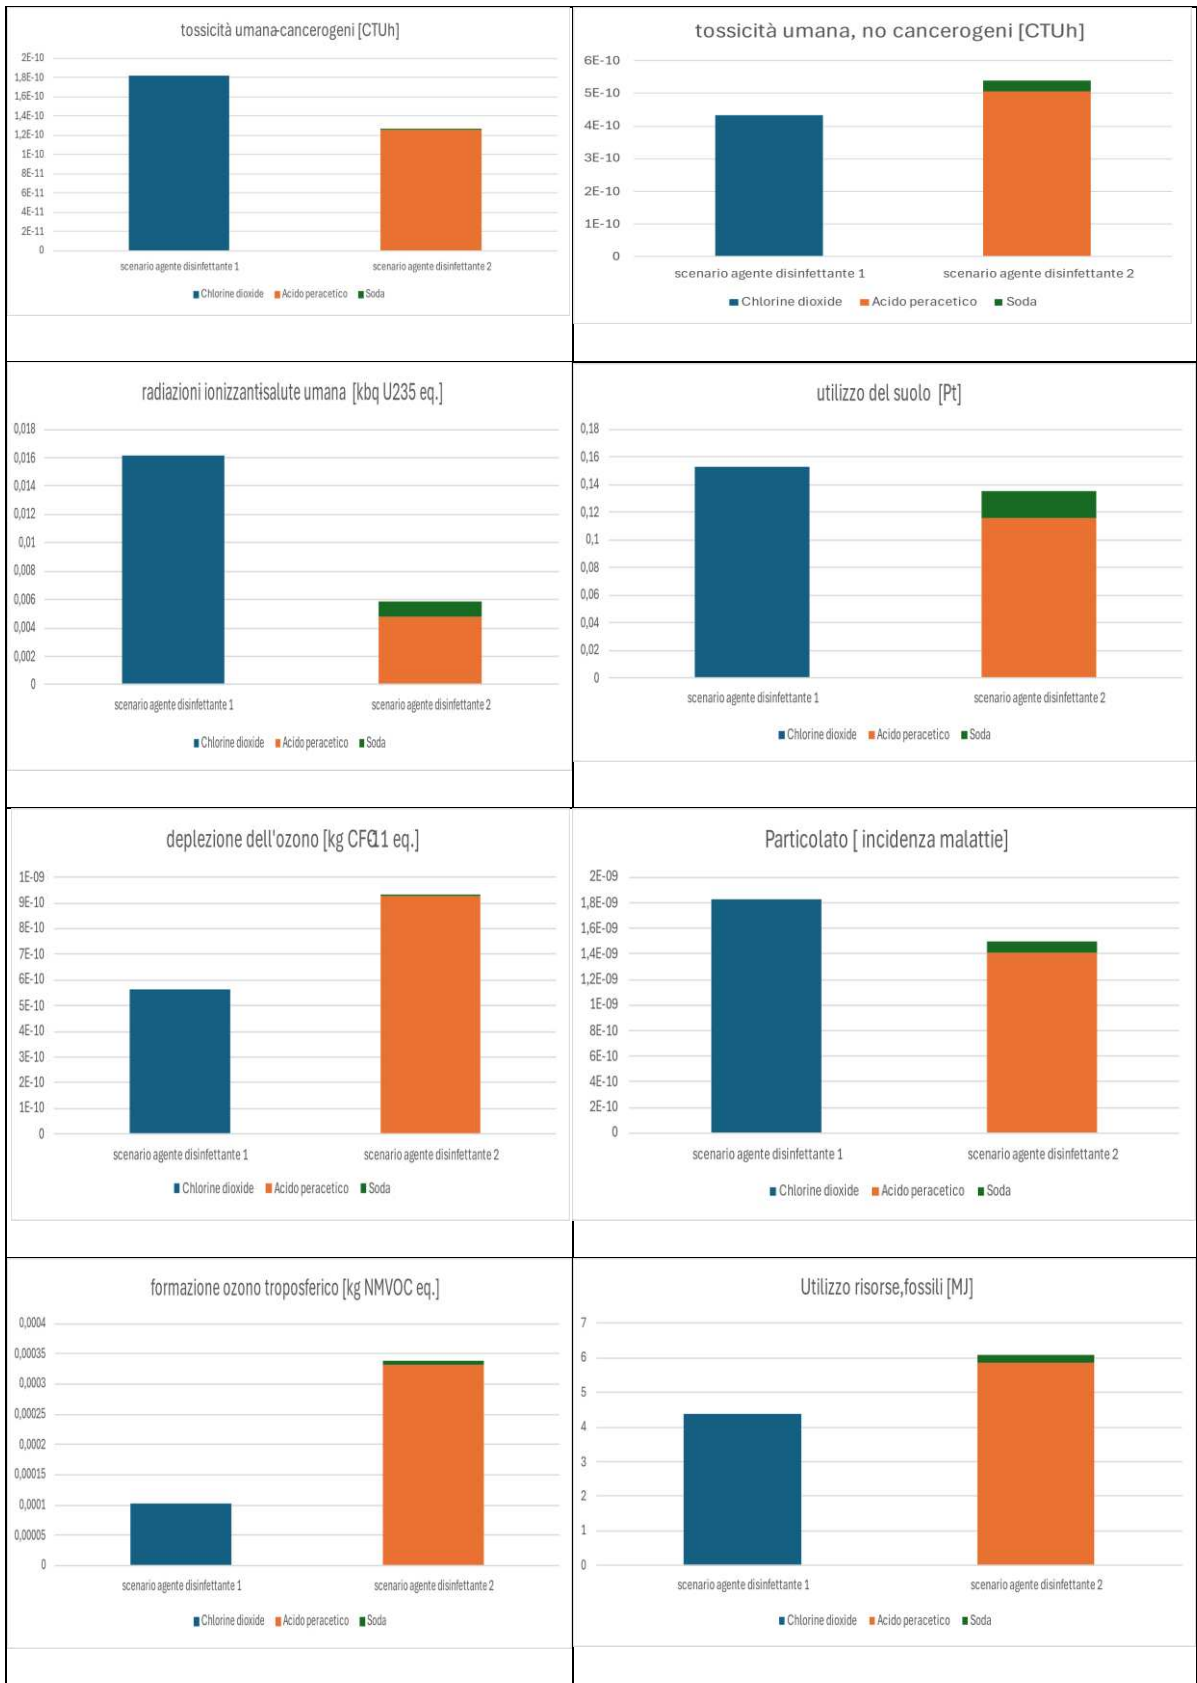 tossicità umana-cancerogeni [CTUh]
2E-10
1,8E-10
1,6E-10
1,4E-10
1,2E-10
1E-10
8E-11
6E-11
4E-11
2E-11
0
scenario agente disinfettante 1 scenario agente disinfettante 2
Chlorine dioxide Acido peracetico Soda
tossicità umana, no cancerogeni [CTUh]
6E-10
5E-10
4E-10
3E-10
2E-10
1E-10
0
scenario agente disinfettante 1 scenario agente disinfettante 2
Chlorine dioxide Acido peracetico Soda
radiazioni ionizzanti-salute umana [kbq U235 eq.]
0,018
0,016
0,014
0,012
0,01
0,008
0,006
0,004
0,002
0
scenario agente disinfettante 1 scenario agente disinfettante 2
Chlorine dioxide Acido peracetico Soda
utilizzo del suolo [Pt]
0,18
0,16
0,14
0,12
0,1
0,08
0,06
0,04
0,02
0
scenario agente disinfettante 1 scenario agente disinfettante 2
Chlorine dioxide Acido peracetico Soda
deplezione dell'ozono [kg CFC-11 eq.]
1E-09
9E-10
8E-10
7E-10
6E-10
5E-10
4E-10
3E-10
2E-10
1E-10
0
scenario agente disinfettante 1 scenario agente disinfettante 2
Chlorine dioxide Acido peracetico Soda
Particolato [ incidenza malattie]
2E-09
1,8E-09
1,6E-09
1,4E-09
1,2E-09
1E-09
8E-10
6E-10
4E-10
2E-10
0
scenario agente disinfettante 1 scenario agente disinfettante 2
Chlorine dioxide Acido peracetico Soda
formazione ozono troposferico [kg NMVOC eq.]
0,0004
0,00035
0,0003
0,00025
0,0002
0,00015
0,0001
0,00005
0
scenario agente disinfettante 1 scenario agente disinfettante 2
Chlorine dioxide Acido peracetico Soda
Utilizzo risorse,fossili [MJ]
7
6
5
4
3
2
1
0
scenario agente disinfettante 1 scenario agente disinfettante 2
Chlorine dioxide Acido peracetico Soda